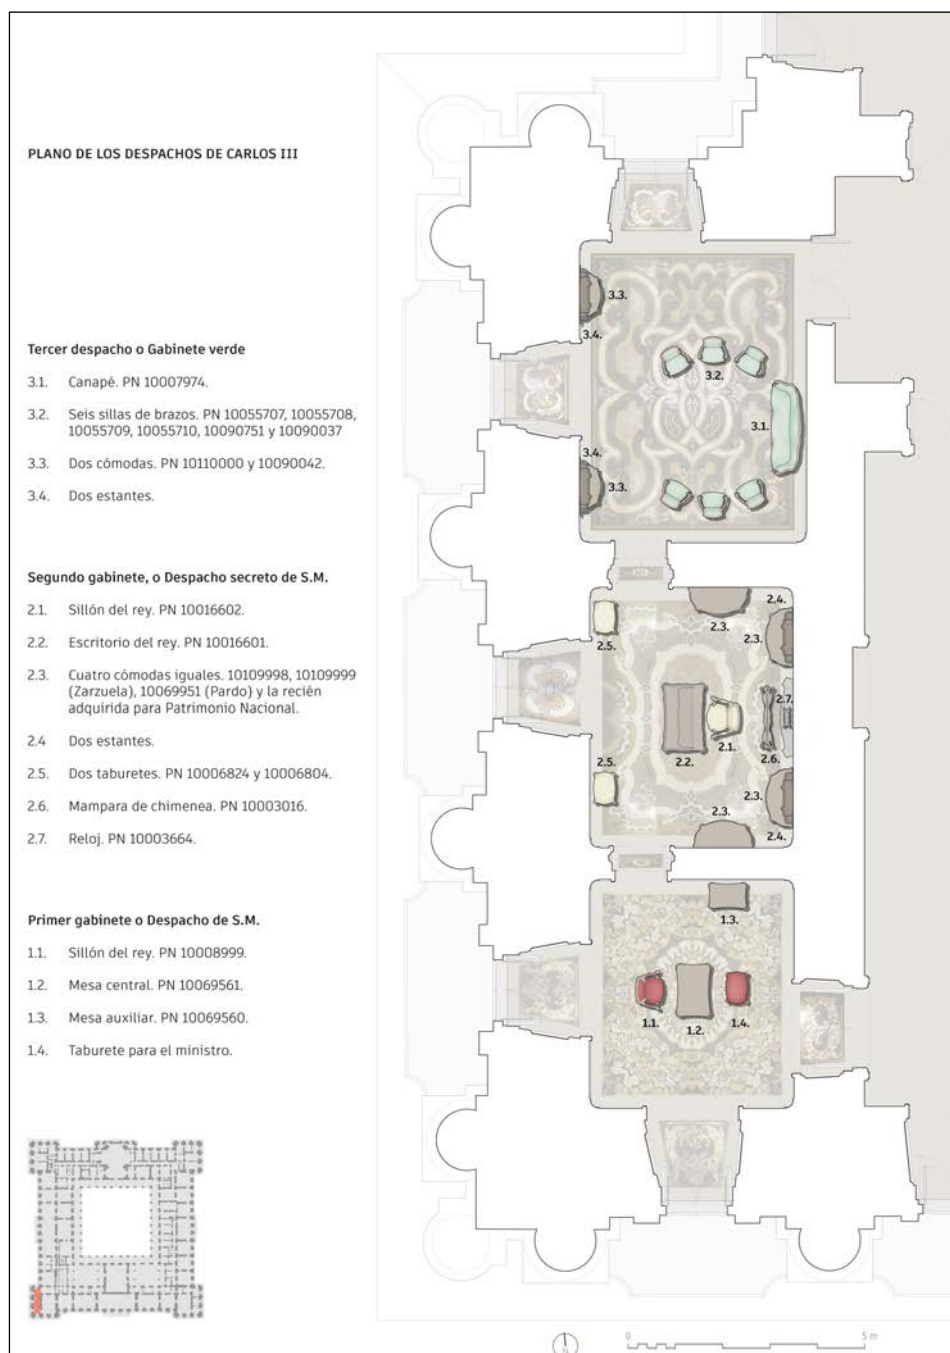 PLANO DE LOS DESPACHOS DE CARLOS III
Tercer despacho o Gabinete verde
3.1. Canapé. PN 10007974.
3.2. Seis sillas de brazos. PN 10055707, 10055708,
10055709, 10055710, 10090751 y 10090037
3.3. Dos cómodas. PN 10110000 y 10090042.
3.4. Dos estantes.
Segundo gabinete, o Despacho secreto de S.M.
2.1. Sillón del rey. PN 10016602.
2.2. Escritorio del rey. PN 10016601.
2.3. Cuatro cómodas iguales. 10109998, 10109999
(Zarzuela), 10069951 (Pardo) y la recién
adquirida para Patrimonio Nacional.
2.4 Dos estantes.
2.5. Dos taburetes. PN 10006824 y 10006804.
2.6. Mampara de chimenea. PN 10003016.
2.7. Reloj. PN 10003664.
Primer gabinete o Despacho de S.M.
1.1. Sillón del rey. PN 10008999.
1.2. Mesa central. PN 10069561.
1.3. Mesa auxiliar. PN 10069560.
1.4. Taburete para el ministro.
3.3.
3.4.
3.2.
3.1.
3.4.
3.3.
2.4.
2.3.
2.3.
2.5.
2.7.
2.1.
2.6.
2.2.
2.5.
2.3.
2.3.
2.4.
1.3.
1.1.
1.2.
1.4.
0
5 m